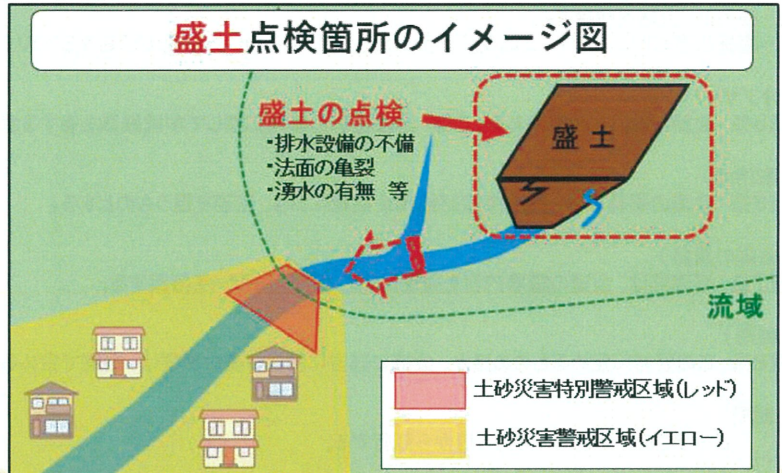 盛土点検箇所のイメージ図
盛土の点検
・排水設備の不備
・法面の亀裂
・湧水の有無 等
盛土
流域
土砂災害特別警戒区域(レッド)
土砂災害警戒区域(イエロー)